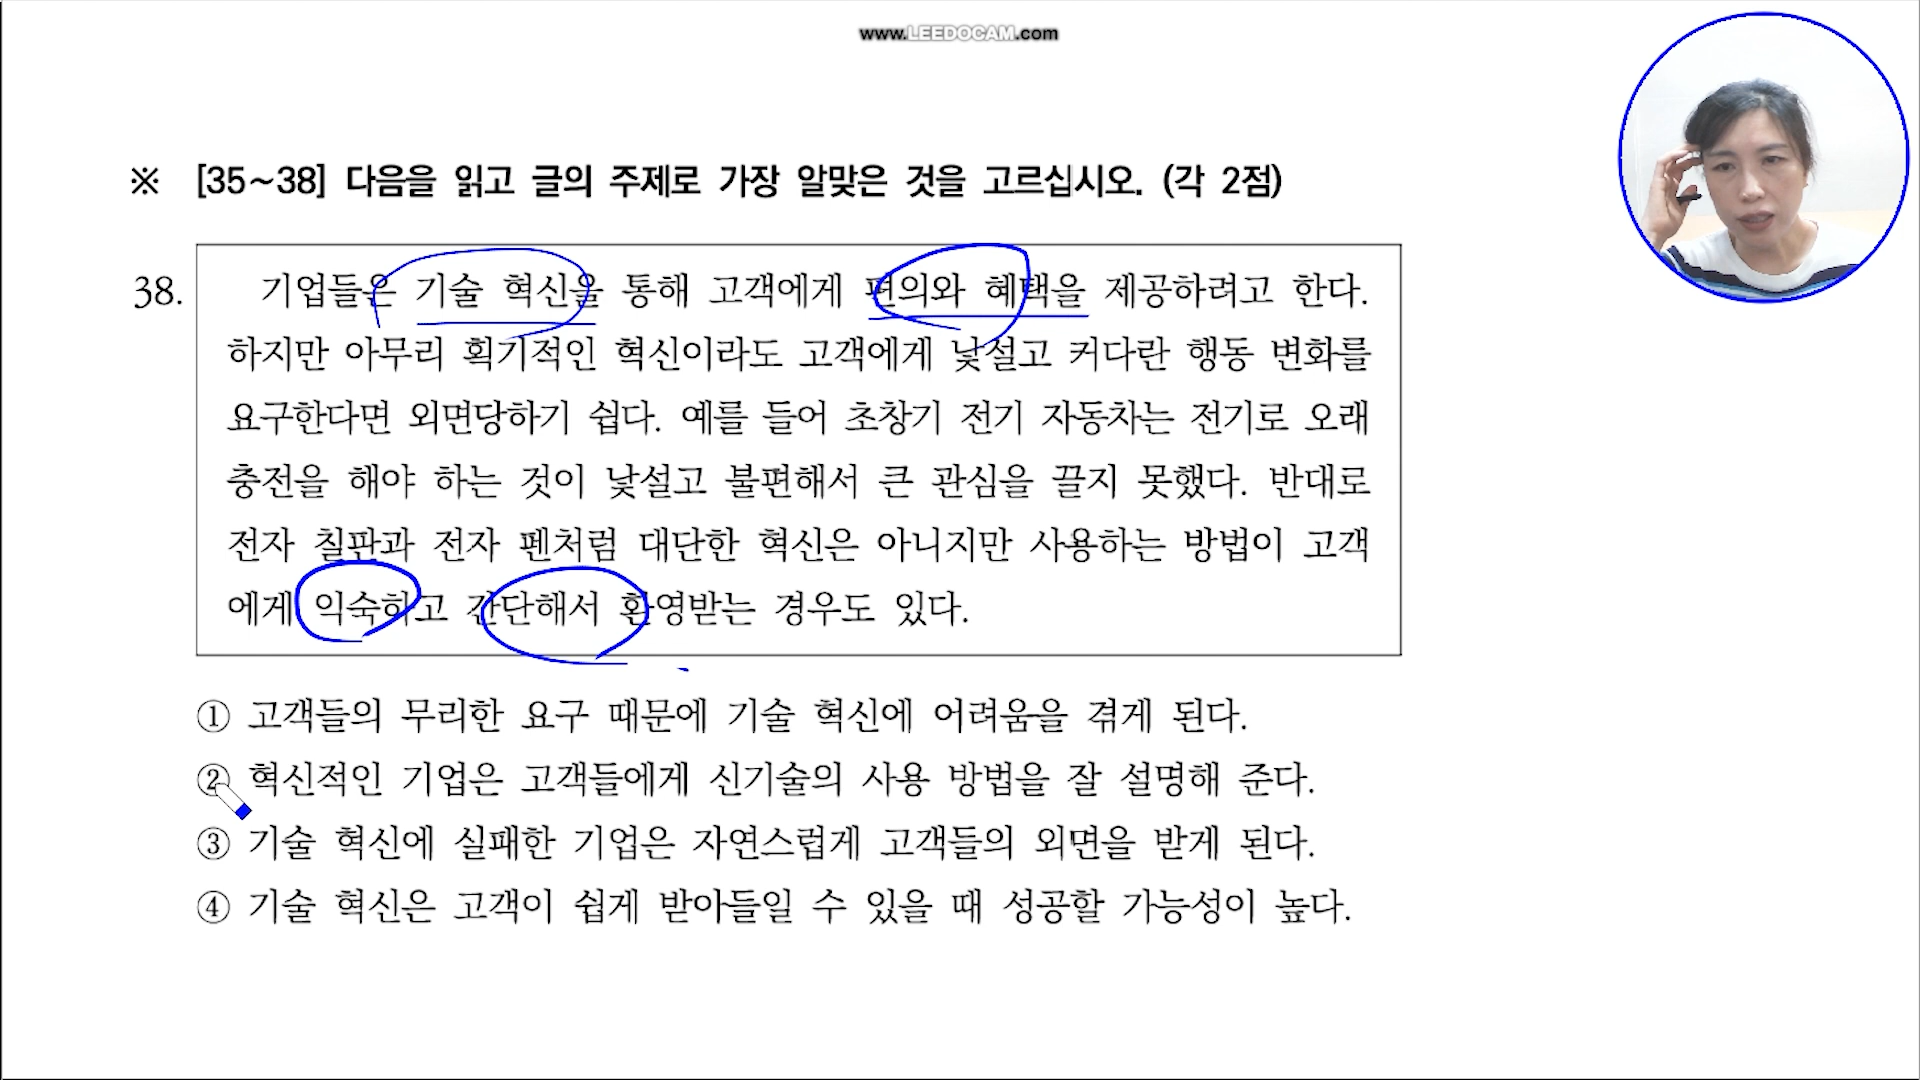 www.LEEDOCAM.com
※ [35~38] 다음을 읽고 글의 주제로 가장 알맞은 것을 고르십시오. (각 2점)
38. 기업들은 기술 혁신을 통해 고객에게 편의와 혜택을 제공하려고 한다.
하지만 아무리 획기적인 혁신이라도 고객에게 낯설고 커다란 행동 변화를
요구한다면 외면당하기 쉽다. 예를 들어 초창기 전기 자동차는 전기로 오래
충전을 해야 하는 것이 낯설고 불편해서 큰 관심을 끌지 못했다. 반대로
전자 칠판과 전자 펜처럼 대단한 혁신은 아니지만 사용하는 방법이 고객
에게 익숙하고 간단해서 환영받는 경우도 있다.
① 고객들의 무리한 요구 때문에 기술 혁신에 어려움을 겪게 된다.
② 혁신적인 기업은 고객들에게 신기술의 사용 방법을 잘 설명해 준다.
③ 기술 혁신에 실패한 기업은 자연스럽게 고객들의 외면을 받게 된다.
④ 기술 혁신은 고객이 쉽게 받아들일 수 있을 때 성공할 가능성이 높다.